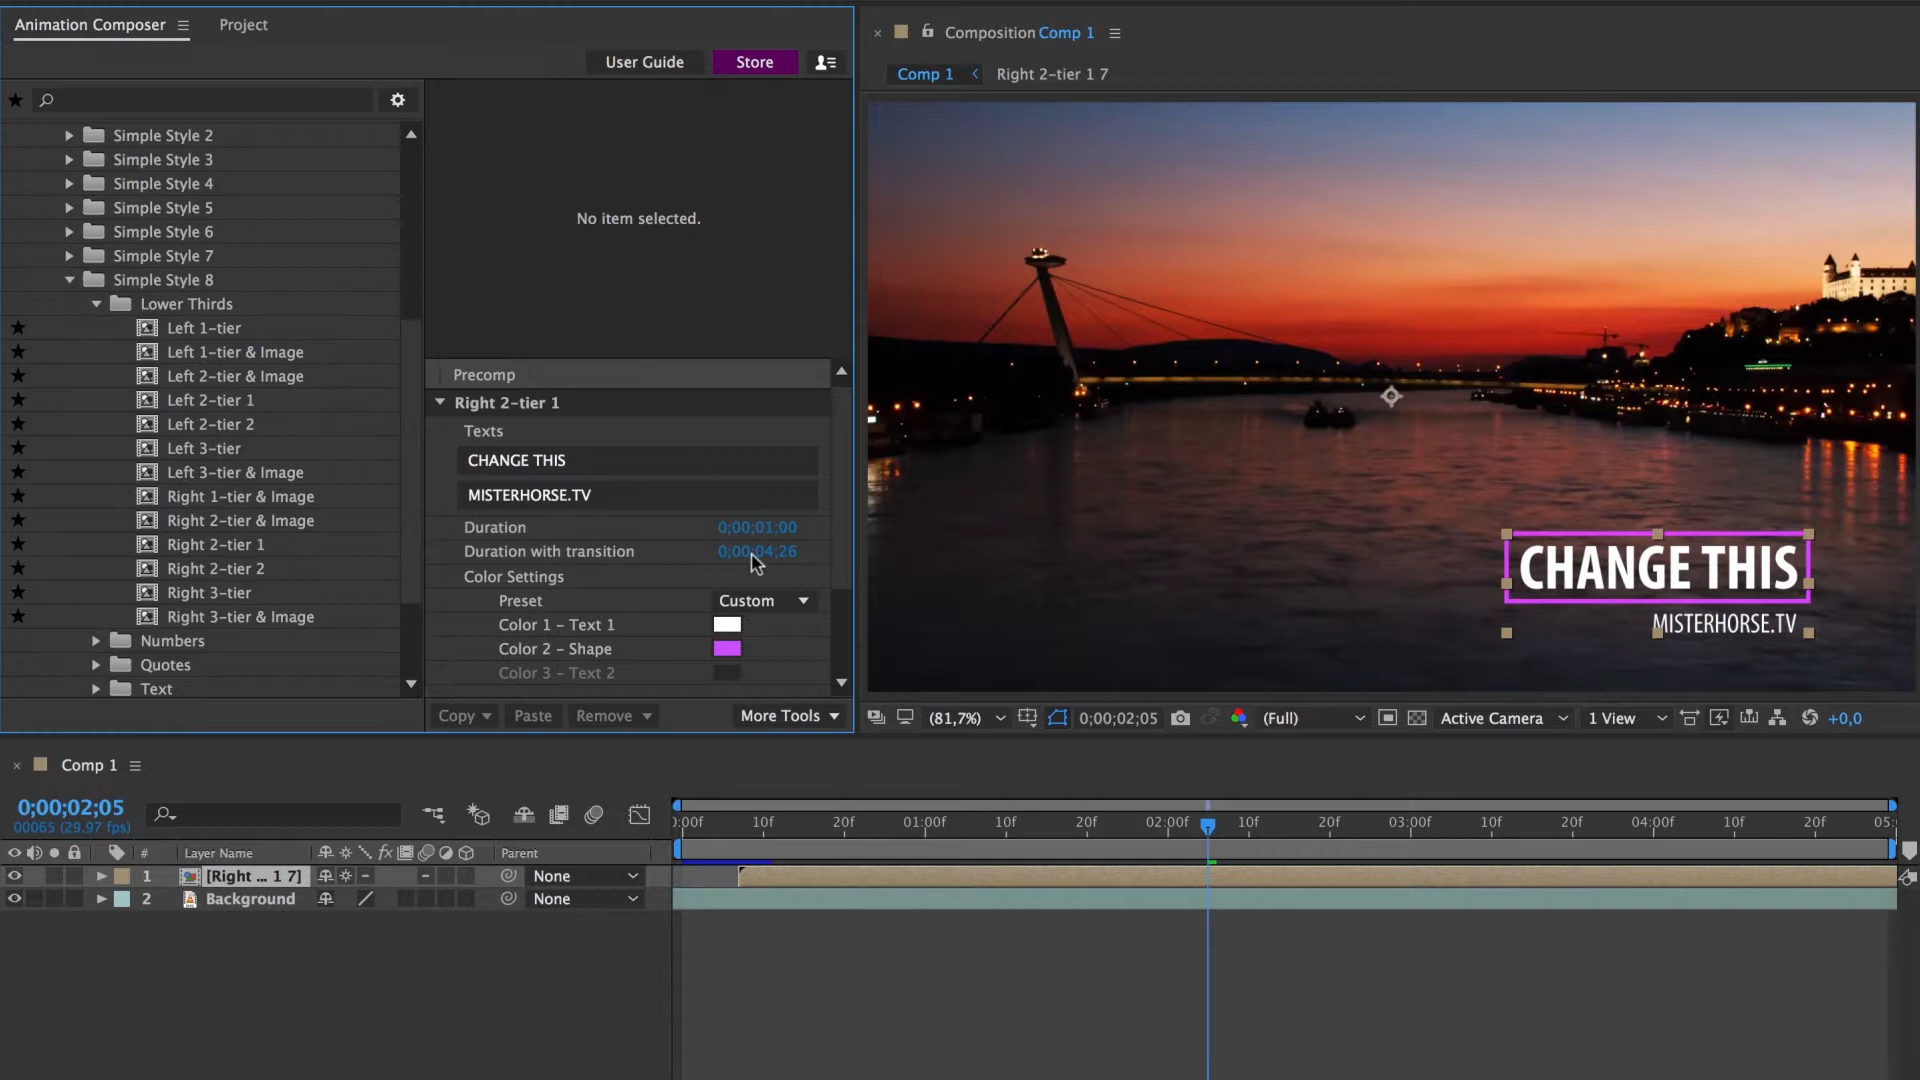 Animation Composer
Project
User Guide
Store
Simple Style 2
Simple Style 3
Simple Style 4
Simple Style 5
Simple Style 6
Simple Style 7
Simple Style 8
Lower Thirds
Left 1-tier
Left 1-tier & Image
Left 2-tier & Image
Left 2-tier 1
Left 2-tier 2
Left 3-tier
Left 3-tier & Image
Right 1-tier & Image
Right 2-tier & Image
Right 2-tier 1
Right 2-tier 2
Right 3-tier
Right 3-tier & Image
Numbers
Quotes
Text
No item selected.
Precomp
Right 2-tier 1
Texts
CHANGE THIS
MISTERHORSE.TV
Duration 0;00;01;00
Duration with transition 0;00;04;26
Color Settings
Preset Custom
Color 1 - Text 1
Color 2 - Shape
Color 3 - Text 2
Copy Paste Remove More Tools
Composition Comp 1
Comp 1 Right 2-tier 1 7
CHANGE THIS
MISTERHORSE.TV
(81,7%) 0;00;02;05 (Full) Active Camera 1 View +0,0
Comp 1
0;00;02;05
00065 (29.97 fps)
):00f 10f 20f 01:00f 10f 20f 02:00f 10f 20f 03:00f 10f 20f 04:00f 10f 20f 05:
# Layer Name fx Parent
1 [Right ... 1 7] None
2 Background None